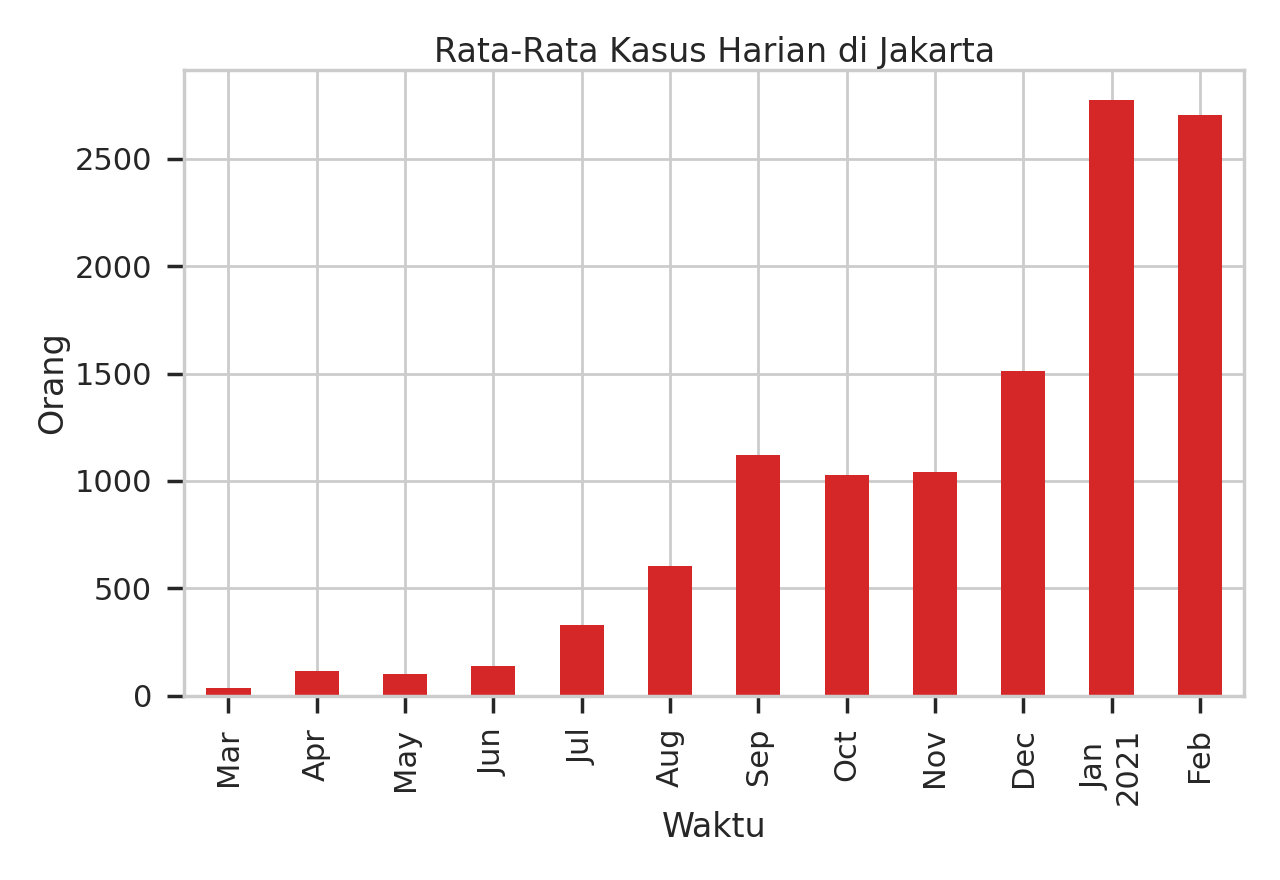 Rata-Rata Kasus Harian di Jakarta
2500
2000
1500
1000
500
0
Orang
Mar
Apr
May
Jun
Jul
Aug
Sep
Oct
Nov
Dec
Jan
2021
Feb
Waktu